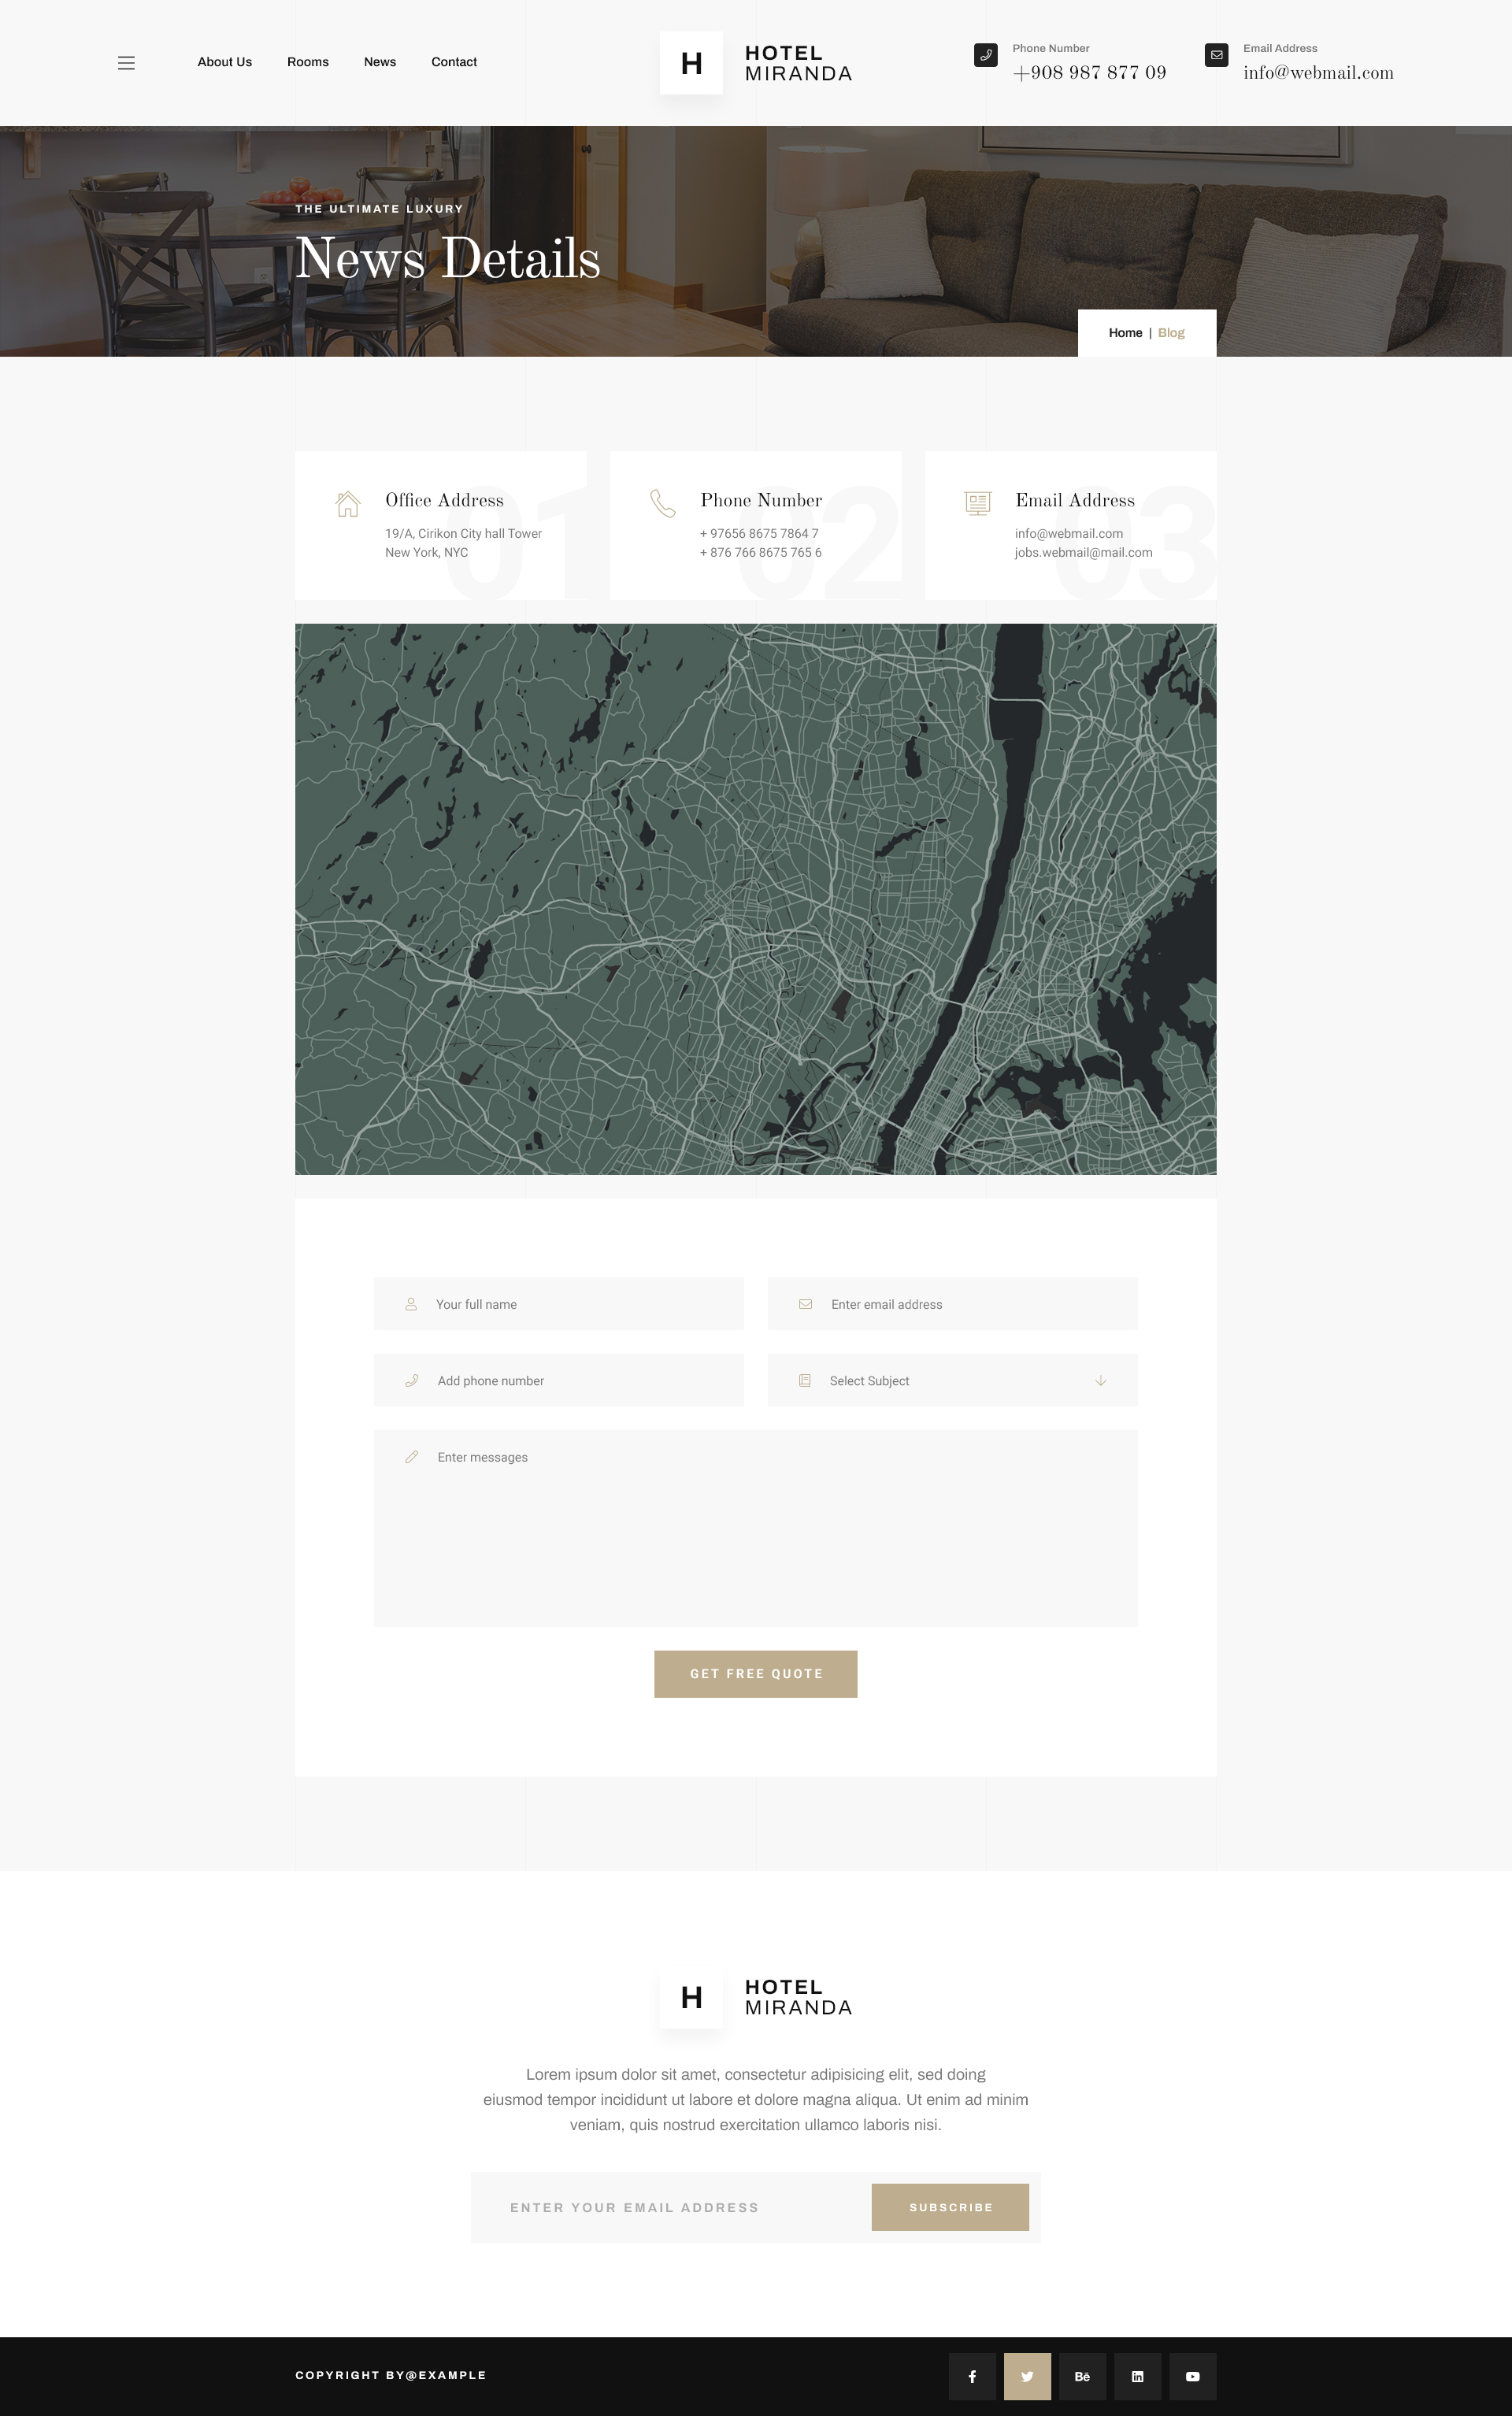 About Us
Rooms
News
Contact
H
HOTEL
MIRANDA
Phone Number
+908 987 877 09
Email Address
info@webmail.com
THE ULTIMATE LUXURY
News Details
Home | Blog
01
Office Address
19/A, Cirikon City hall Tower
New York, NYC
02
Phone Number
+ 97656 8675 7864 7
+ 876 766 8675 765 6
03
Email Address
info@webmail.com
jobs.webmail@mail.com
Your full name
Enter email address
Add phone number
Select Subject
Enter messages
GET FREE QUOTE
H
HOTEL
MIRANDA
Lorem ipsum dolor sit amet, consectetur adipisicing elit, sed doing
eiusmod tempor incididunt ut labore et dolore magna aliqua. Ut enim ad minim
veniam, quis nostrud exercitation ullamco laboris nisi.
ENTER YOUR EMAIL ADDRESS
SUBSCRIBE
COPYRIGHT BY@EXAMPLE